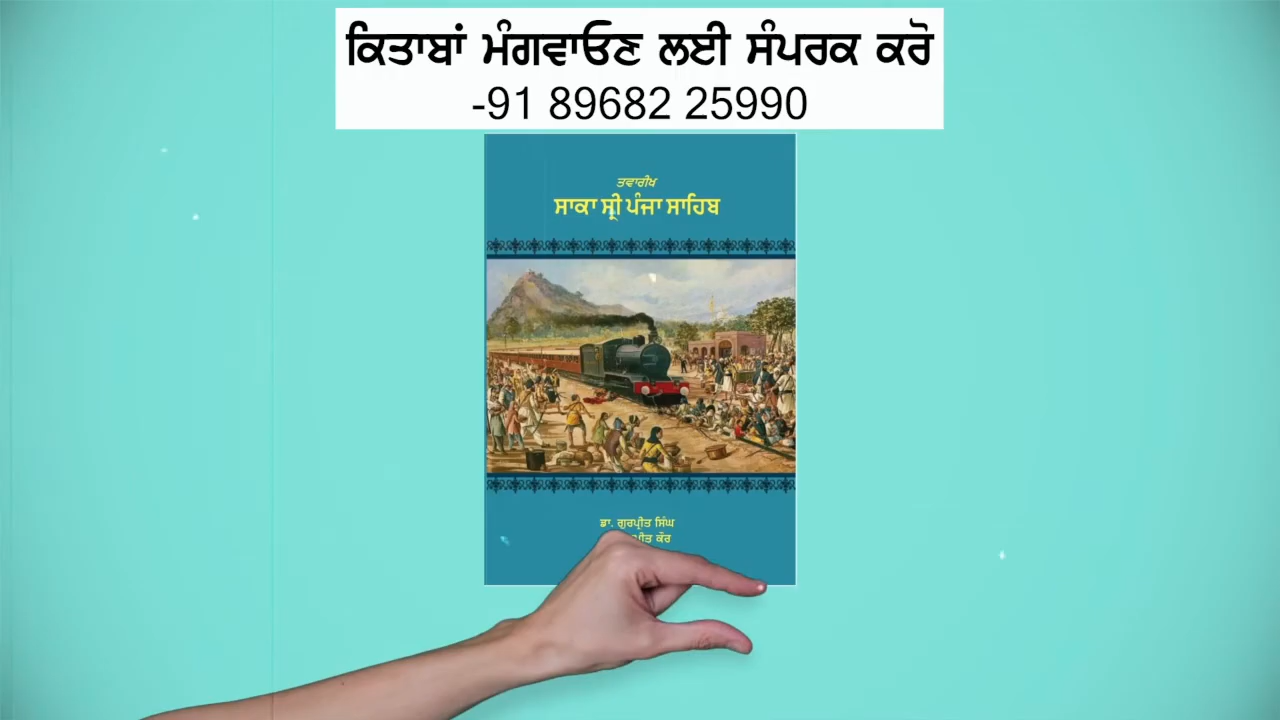 ਕਿਤਾਬਾਂ ਮੰਗਵਾਓਣ ਲਈ ਸੰਪਰਕ ਕਰੋ
-91 89682 25990
ਤਵਾਰੀਖ
ਸਾਕਾ ਸ੍ਰੀ ਪੰਜਾ ਸਾਹਿਬ
ਡਾ. ਗੁਰਪ੍ਰੀਤ ਸਿੰਘ
ਕੌਰ